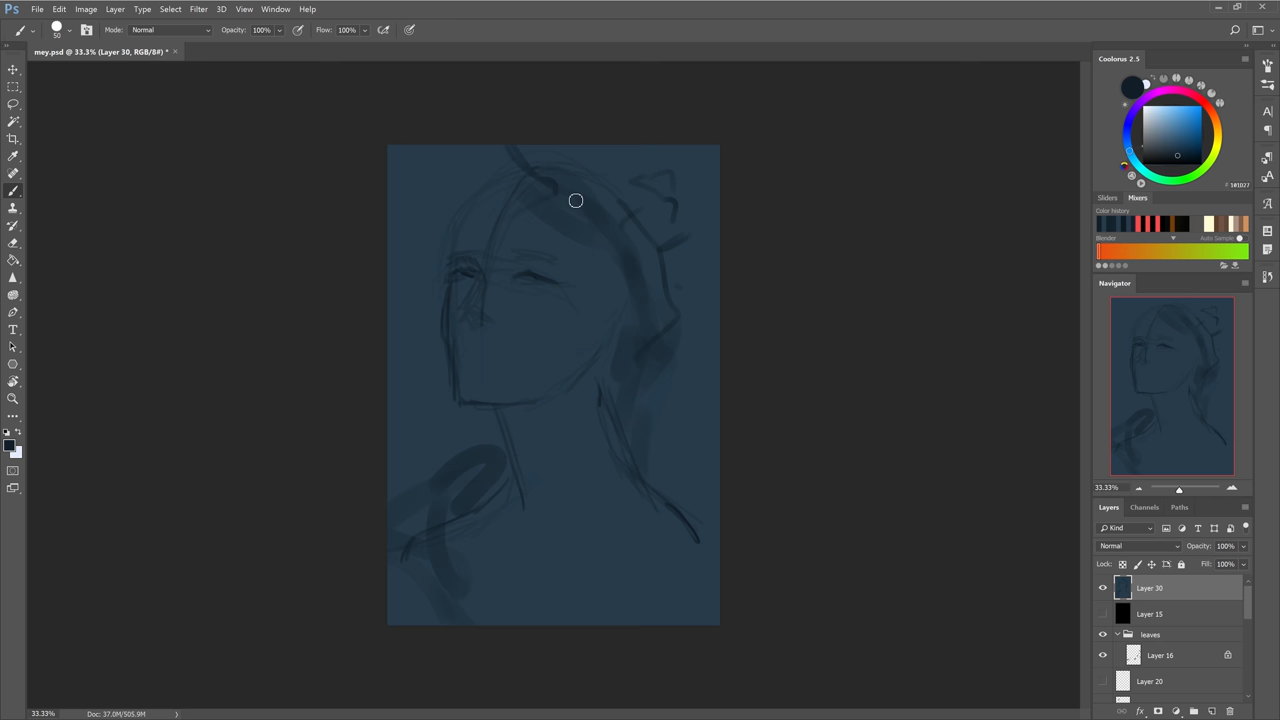 Ps File Edit Image Layer Type Select Filter 3D View Window Help
50 Mode: Normal Opacity: 100% Flow: 100%
mey.psd @ 33.3% (Layer 30, RGB/8#) * ×
Coolorus 2.5
F 101D27
Sliders Mixers
Color history
Blender Auto Sample
Navigator
33.33%
Layers Channels Paths
Kind
Normal Opacity: 100%
Lock: Fill: 100%
Layer 30
Layer 15
leaves
Layer 16
Layer 20
fx
33.33% Doc: 37.0M/505.9M